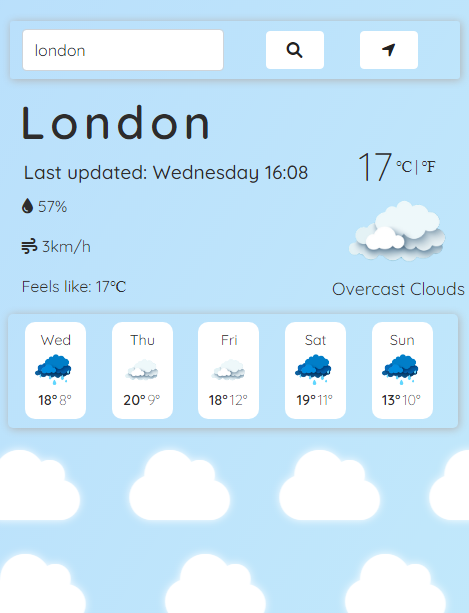 london
London
Last updated: Wednesday 16:08
17 °C | °F
57%
3km/h
Feels like: 17°C
Overcast Clouds
Wed Thu Fri Sat Sun
18° 8° 20° 9° 18° 12° 19° 11° 13° 10°